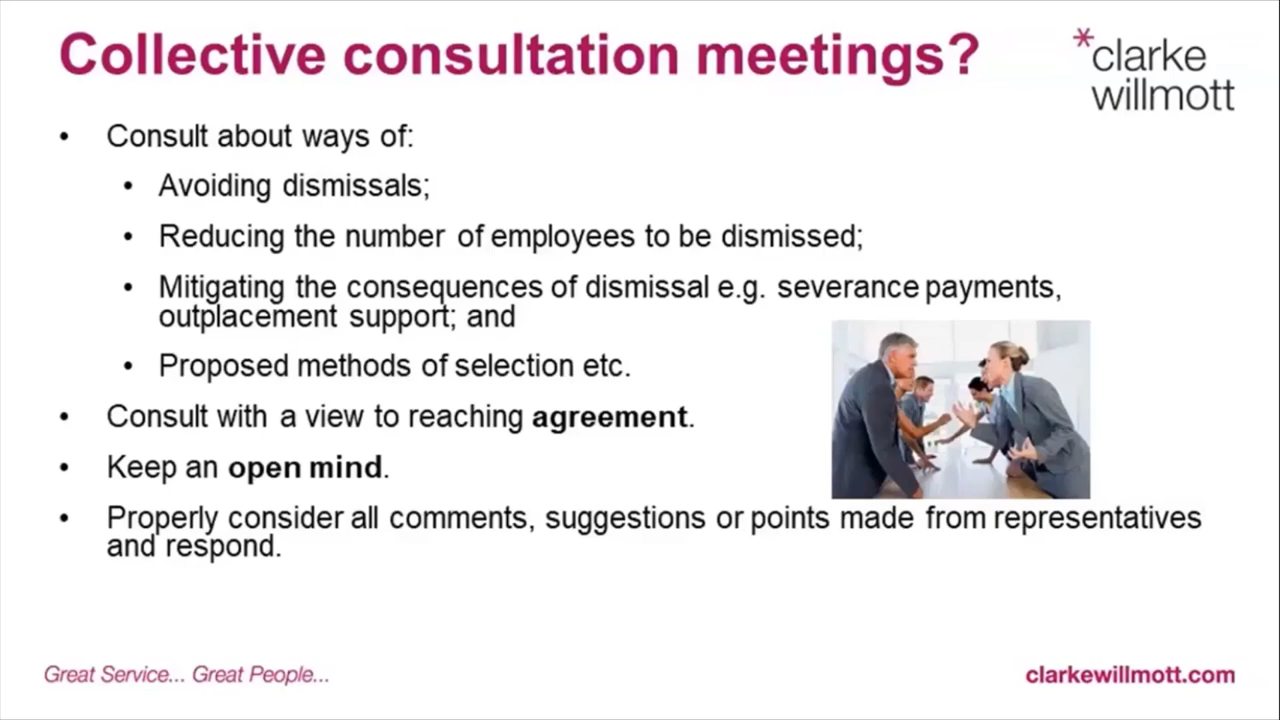 Collective consultation meetings?
*clarke
willmott
• Consult about ways of:
• Avoiding dismissals;
• Reducing the number of employees to be dismissed;
• Mitigating the consequences of dismissal e.g. severance payments,
outplacement support; and
• Proposed methods of selection etc.
• Consult with a view to reaching agreement.
• Keep an open mind.
• Properly consider all comments, suggestions or points made from representatives
and respond.
Great Service... Great People...
clarkewillmott.com